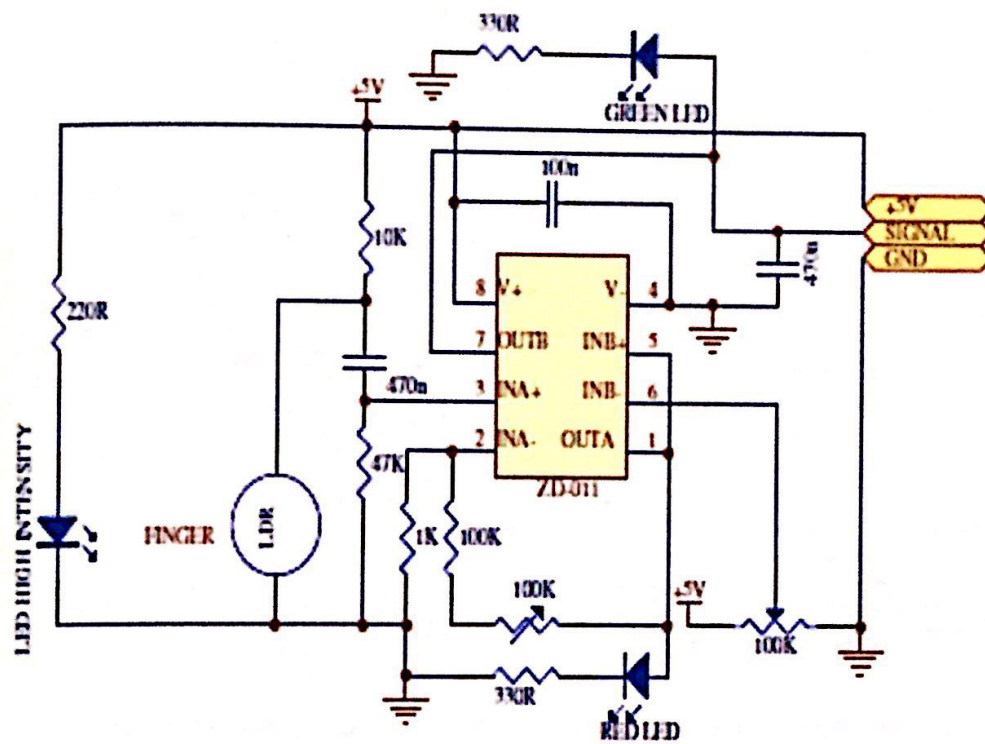 330R
GREEN LED
+5V
100n
+5V
SIGNAL
GND
10K
470n
220R
8 V+ V- 4
7 OUTB INB+ 5
470n
3 INA+ INB- 6
2 INA- OUTA 1
47K
ZD-011
LED HIGH INTINSITY
FINGER
LDR
1K
100K
100K
+5V
100K
330R
RED LED